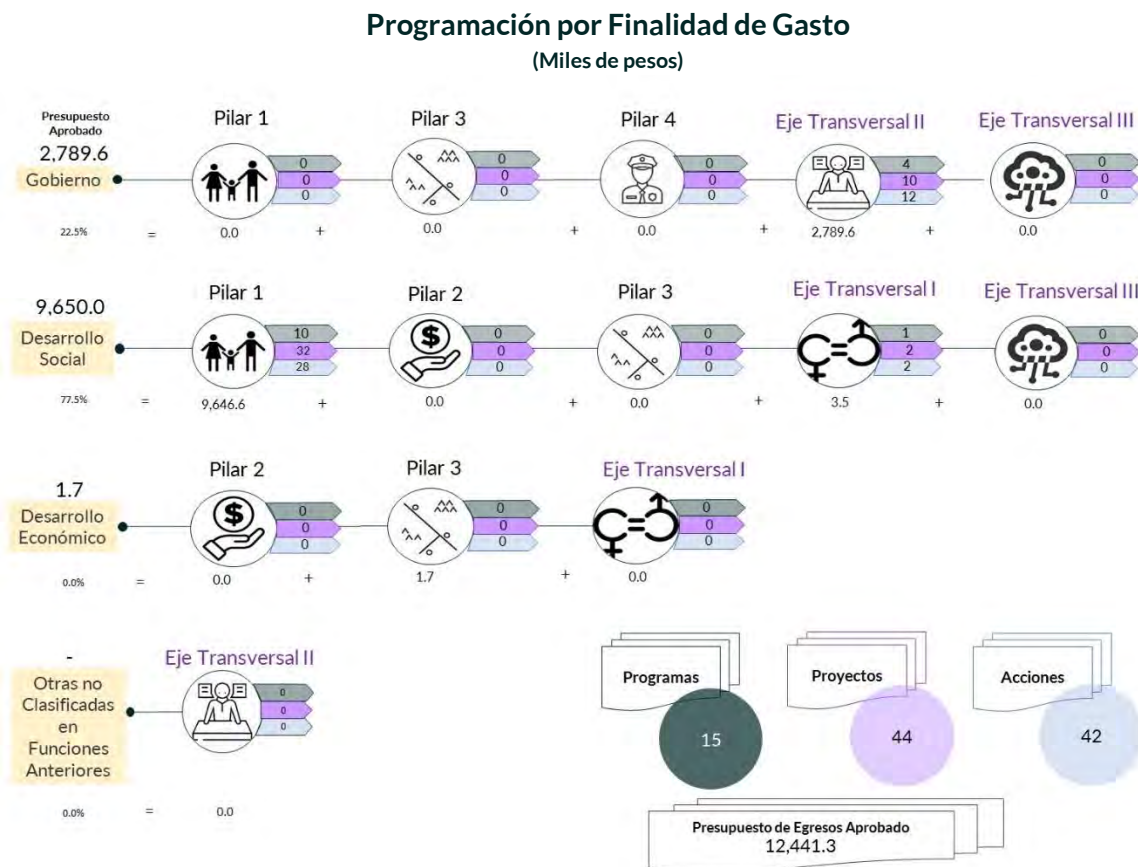 Programación por Finalidad de Gasto
(Miles de pesos)
Presupuesto
Aprobado
2,789.6
Gobierno
22.5%
=
Pilar 1
0
0
0
0.0
+
Pilar 3
0
0
0
0.0
+
Pilar 4
0
0
0
0.0
+
Eje Transversal II
4
10
12
2,789.6
+
Eje Transversal III
0
0
0
0.0
9,650.0
Desarrollo
Social
77.5%
=
Pilar 1
10
32
28
9,646.6
+
Pilar 2
$
0
0
0
0.0
+
Pilar 3
0
0
0
0.0
+
Eje Transversal I
1
2
2
3.5
+
Eje Transversal III
0
0
0
0.0
1.7
Desarrollo
Económico
0.0%
=
Pilar 2
$
0
0
0
0.0
+
Pilar 3
0
0
0
1.7
+
Eje Transversal I
0
0
0
0.0
-
Otras no
Clasificadas
en
Funciones
Anteriores
0.0%
=
Eje Transversal II
0
0
0
0.0
Programas
15
Proyectos
44
Acciones
42
Presupuesto de Egresos Aprobado
12,441.3